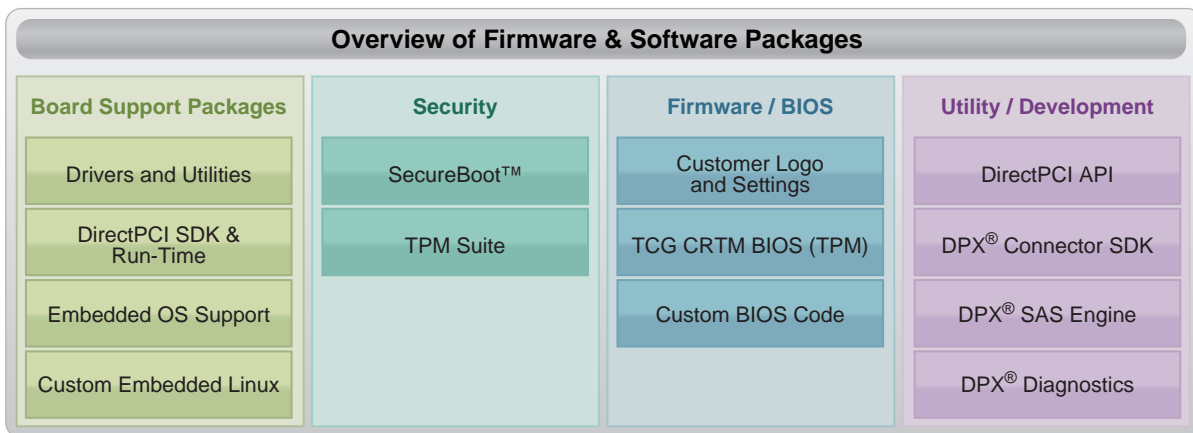 Overview of Firmware & Software Packages
Board Support Packages
Drivers and Utilities
DirectPCI SDK &
Run-Time
Embedded OS Support
Custom Embedded Linux
Security
SecureBoot™
TPM Suite
Firmware / BIOS
Customer Logo
and Settings
TCG CRTM BIOS (TPM)
Custom BIOS Code
Utility / Development
DirectPCI API
DPX® Connector SDK
DPX® SAS Engine
DPX® Diagnostics